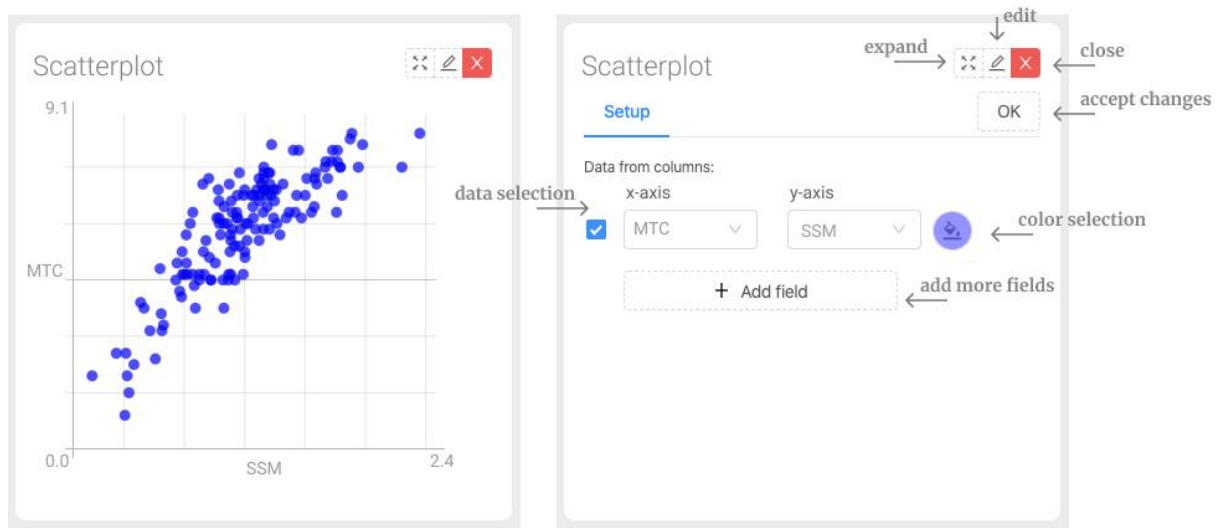 Scatterplot
X
9.1
MTC
0.0
SSM
2.4
edit
expand
close
Scatterplot
X
Setup
OK
accept changes
Data from columns:
data selection
x-axis
y-axis
MTC
SSM
color selection
+ Add field
add more fields